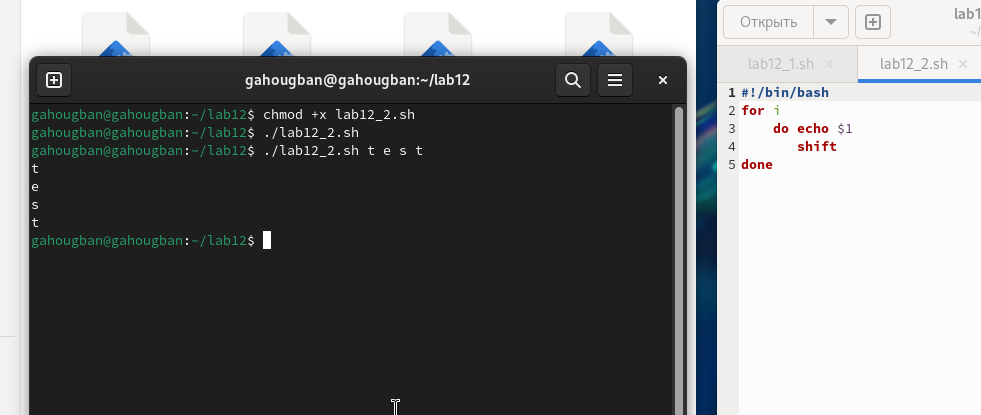 gahougban@gahougban:~/lab12
gahougban@gahougban:~/lab12$ chmod +x lab12_2.sh
gahougban@gahougban:~/lab12$ ./lab12_2.sh
gahougban@gahougban:~/lab12$ ./lab12_2.sh t e s t
t
e
s
t
gahougban@gahougban:~/lab12$
Открыть
lab1
~/
lab12_1.sh
lab12_2.sh
1 #!/bin/bash
2 for i
3     do echo $1
4        shift
5 done